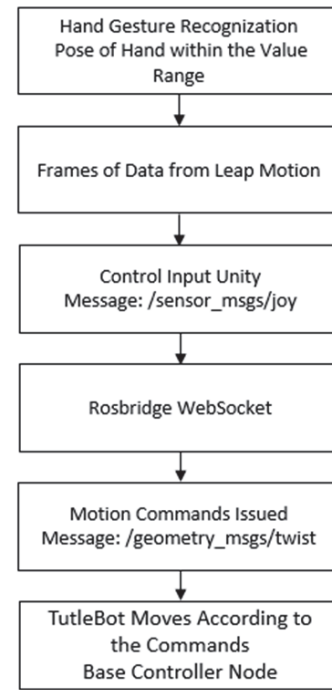 Hand Gesture Recognization
Pose of Hand within the Value
Range
Frames of Data from Leap Motion
Control Input Unity
Message: /sensor_msgs/joy
Rosbridge WebSocket
Motion Commands Issued
Message: /geometry_msgs/twist
TutleBot Moves According to
the Commands
Base Controller Node